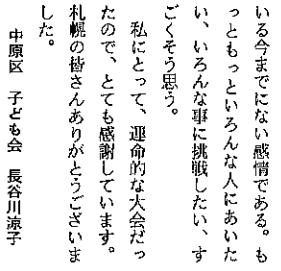 いる今までにない感情である。も
っともっといろんな人にあいた
い、いろんな事に挑戦したい、す
ごくそう思う。
私にとって、運命的な大会だっ
たので、とても感謝しています。
札幌の皆さんありがとうございま
した。
中原区　子ども会　長谷川涼子